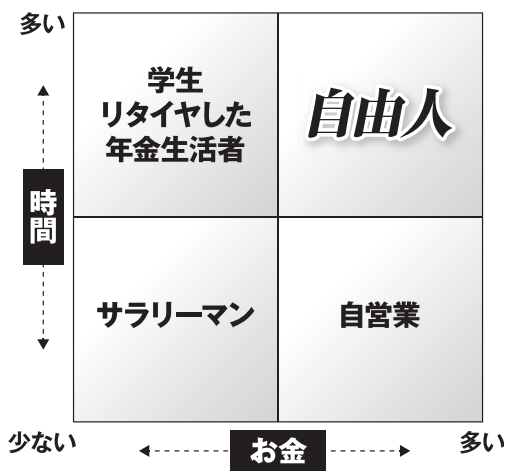 多い
学生
リタイヤした
年金生活者
自由人
時間
サラリーマン
自営業
少ない
お金
多い